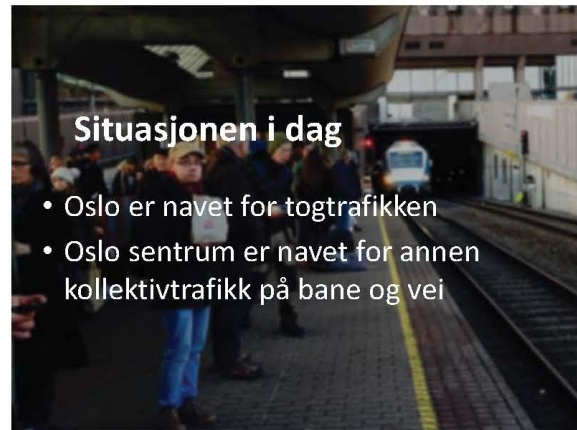 Situasjonen i dag
• Oslo er navet for togtrafikken
• Oslo sentrum er navet for annen
kollektivtrafikk på bane og vei